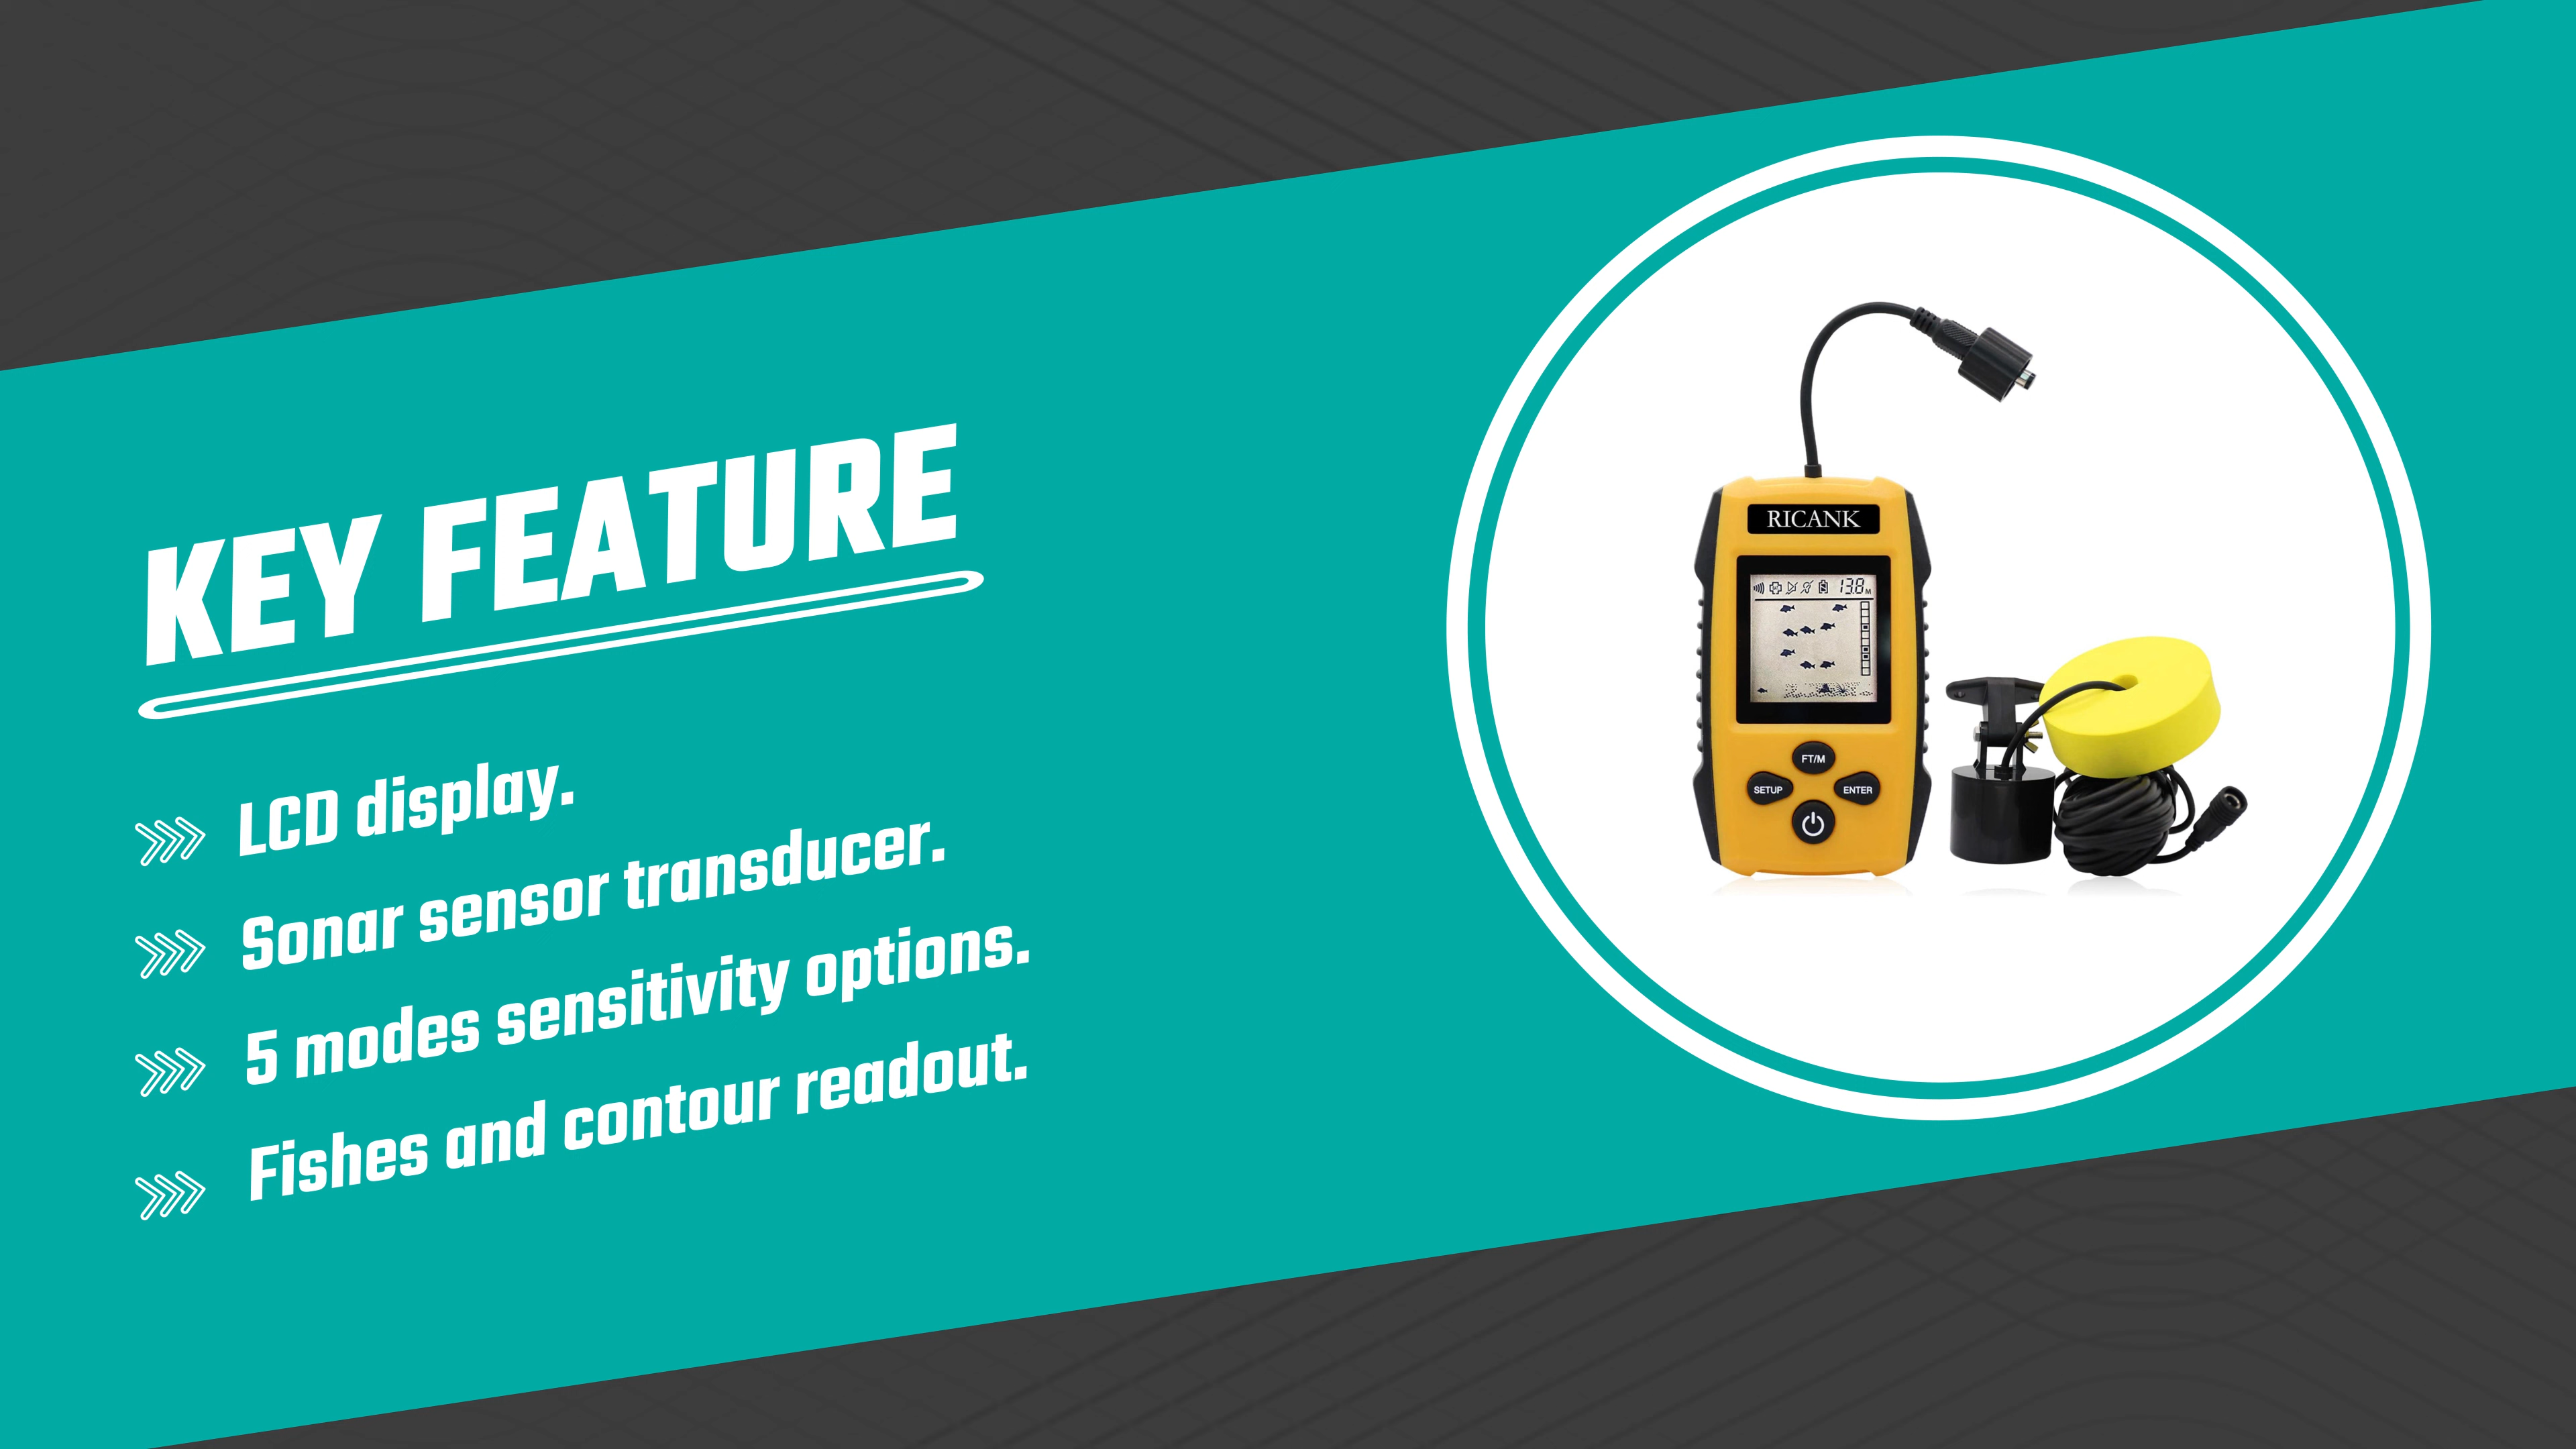 KEY FEATURE
LCD display.
Sonar sensor transducer.
5 modes sensitivity options.
Fishes and contour readout.
RICANK
13.8 M
FT/M
SETUP
ENTER